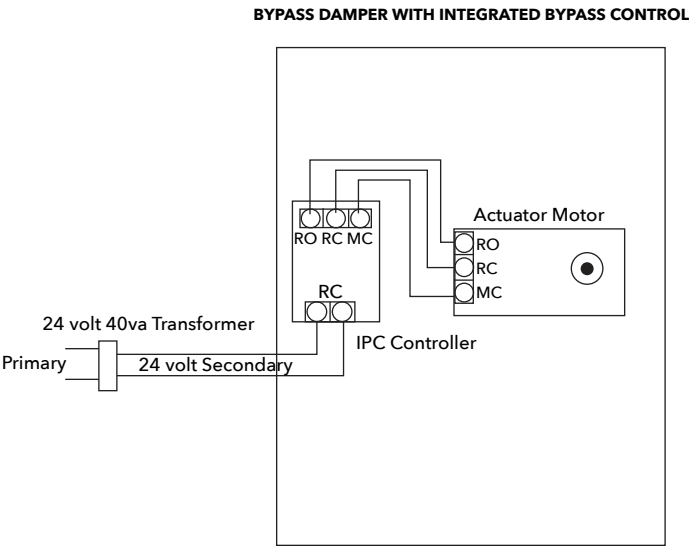 BYPASS DAMPER WITH INTEGRATED BYPASS CONTROL
Actuator Motor
RO RC MC
RO
RC
MC
RC
24 volt 40va Transformer
IPC Controller
Primary
24 volt Secondary